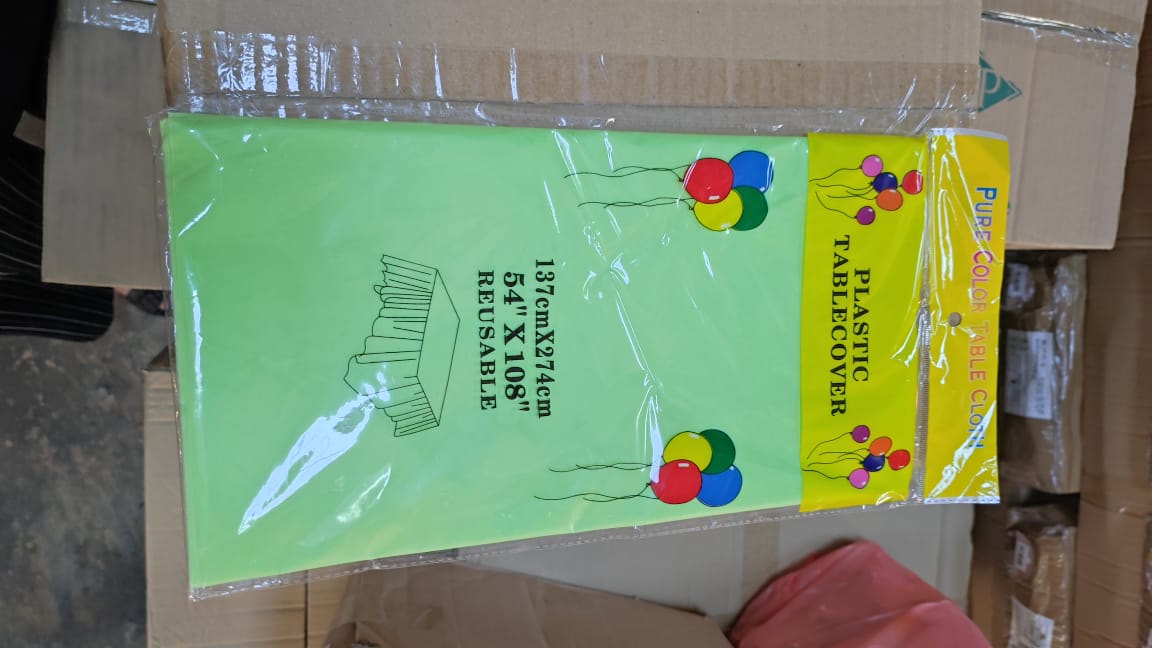 PURE COLOR TABLE CLOTH
PLASTIC
TABLECOVER
137cmX274cm
54" X 108"
REUSABLE